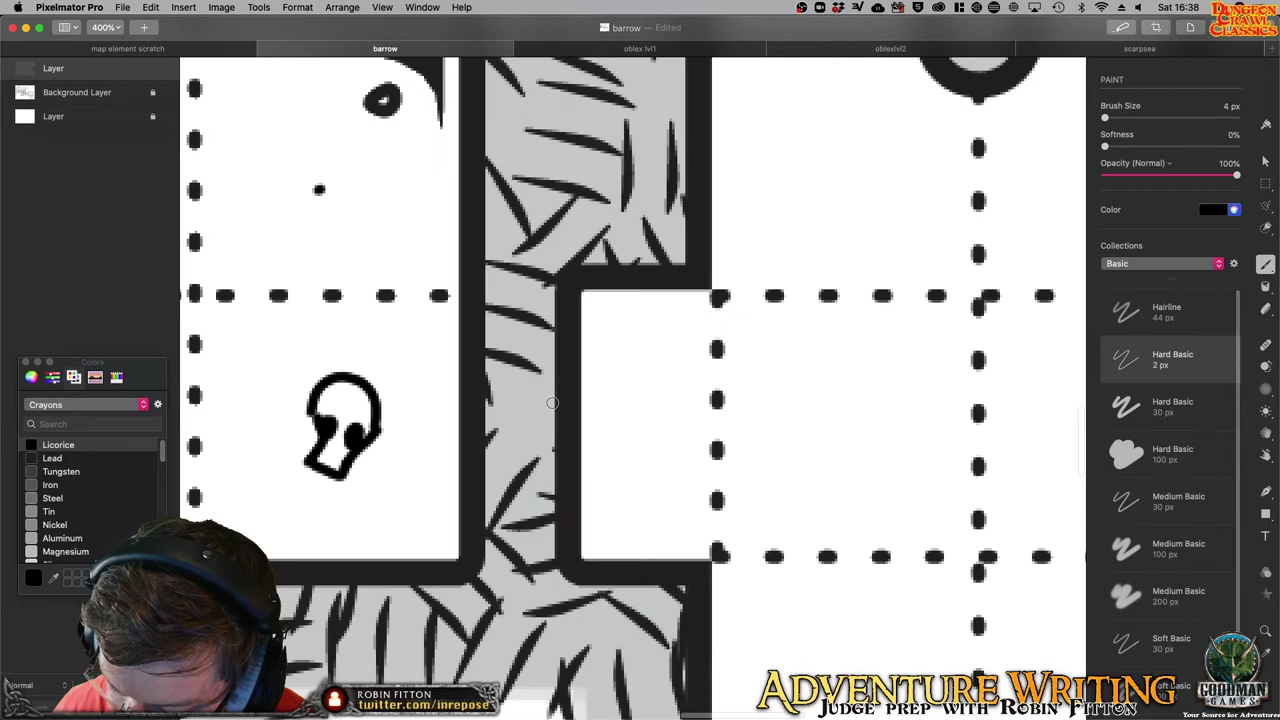 Pixelmator Pro File Edit Insert Image Tools Format Arrange View Window Help
Sat 16:38
DUNGEON CRAWL CLASSICS
400%
barrow — Edited
map element scratch
barrow
oblex lvl1
oblexlvl2
scarpsea
Layer
Background Layer
Layer
PAINT
Brush Size 4 px
Softness 0%
Opacity (Normal) 100%
Color
Collections
Basic
Hairline
44 px
Hard Basic
2 px
Hard Basic
30 px
Hard Basic
100 px
Medium Basic
30 px
Medium Basic
100 px
Medium Basic
200 px
Soft Basic
30 px
Colors
Crayons
Search
Licorice
Lead
Tungsten
Iron
Steel
Tin
Nickel
Aluminum
Magnesium
ROBIN FITTON
twitter.com/inrepose
ADVENTURE WRITING
JUDGE PREP WITH ROBIN FITTON
GOODMAN GAMES
Your Source for Adventure